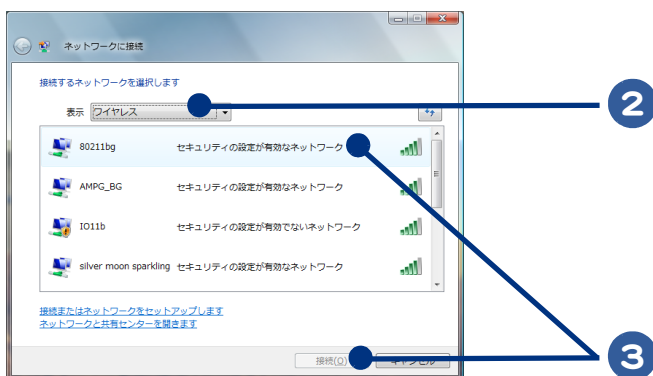 ネットワークに接続
接続するネットワークを選択します
表示 ワイヤレス
2
80211bg セキュリティの設定が有効なネットワーク
AMPG_BG セキュリティの設定が有効なネットワーク
IO11b セキュリティの設定が有効でないネットワーク
silver moon sparkling セキュリティの設定が有効なネットワーク
接続またはネットワークをセットアップします
ネットワークと共有センターを開きます
接続(O) キャンセル
3